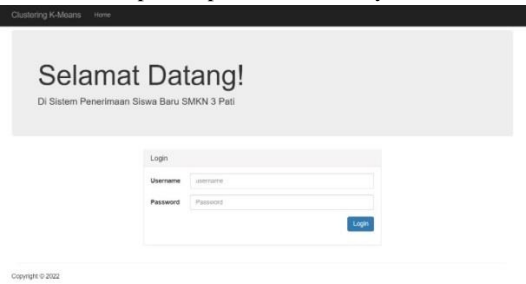 Clustering K-Means Home
Selamat Datang!
Di Sistem Penerimaan Siswa Baru SMKN 3 Pati
Login
Username username
Password Password
Login
Copyright © 2022